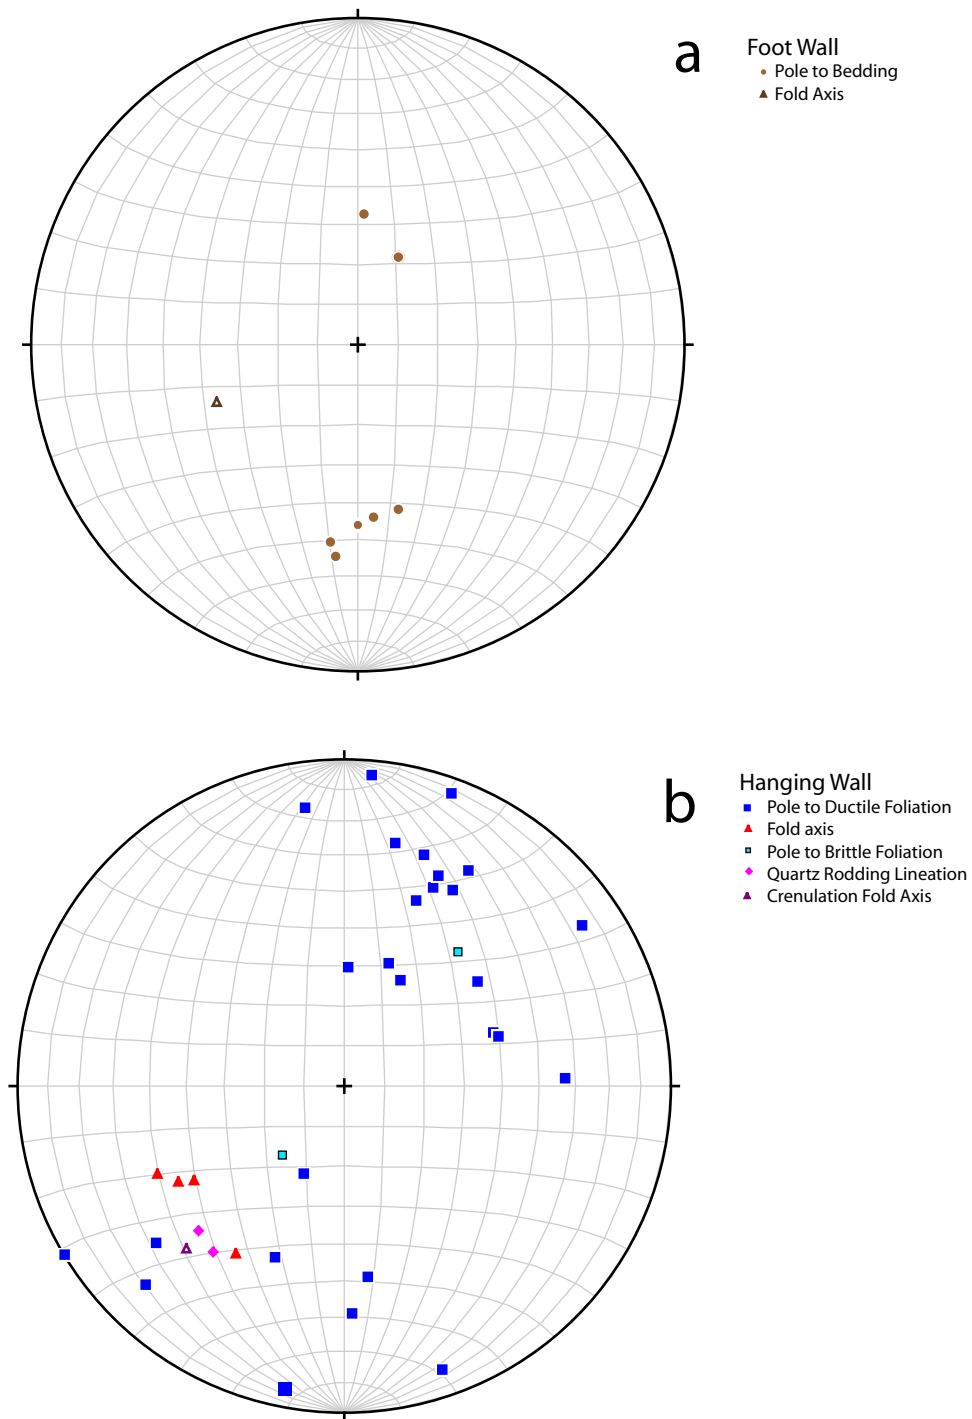 a
Foot Wall
Pole to Bedding
Fold Axis
b
Hanging Wall
Pole to Ductile Foliation
Fold axis
Pole to Brittle Foliation
Quartz Rodding Lineation
Crenulation Fold Axis